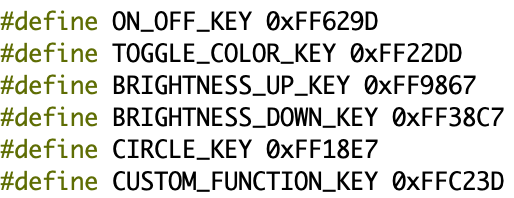 #define ON_OFF_KEY 0xFF629D
#define TOGGLE_COLOR_KEY 0xFF22DD
#define BRIGHTNESS_UP_KEY 0xFF9867
#define BRIGHTNESS_DOWN_KEY 0xFF38C7
#define CIRCLE_KEY 0xFF18E7
#define CUSTOM_FUNCTION_KEY 0xFFC23D